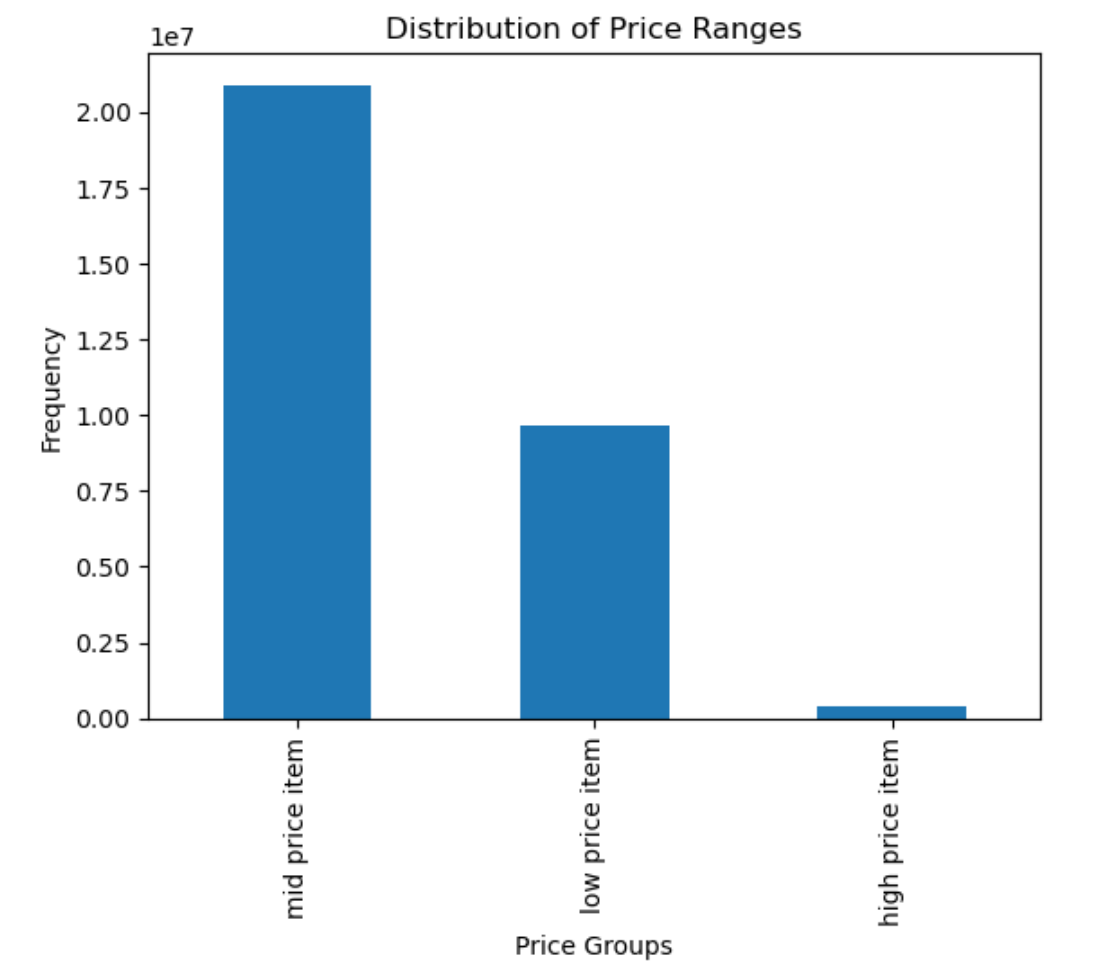 Distribution of Price Ranges
1e7
2.00
1.75
1.50
1.25
1.00
0.75
0.50
0.25
0.00
Frequency
mid price item
low price item
high price item
Price Groups